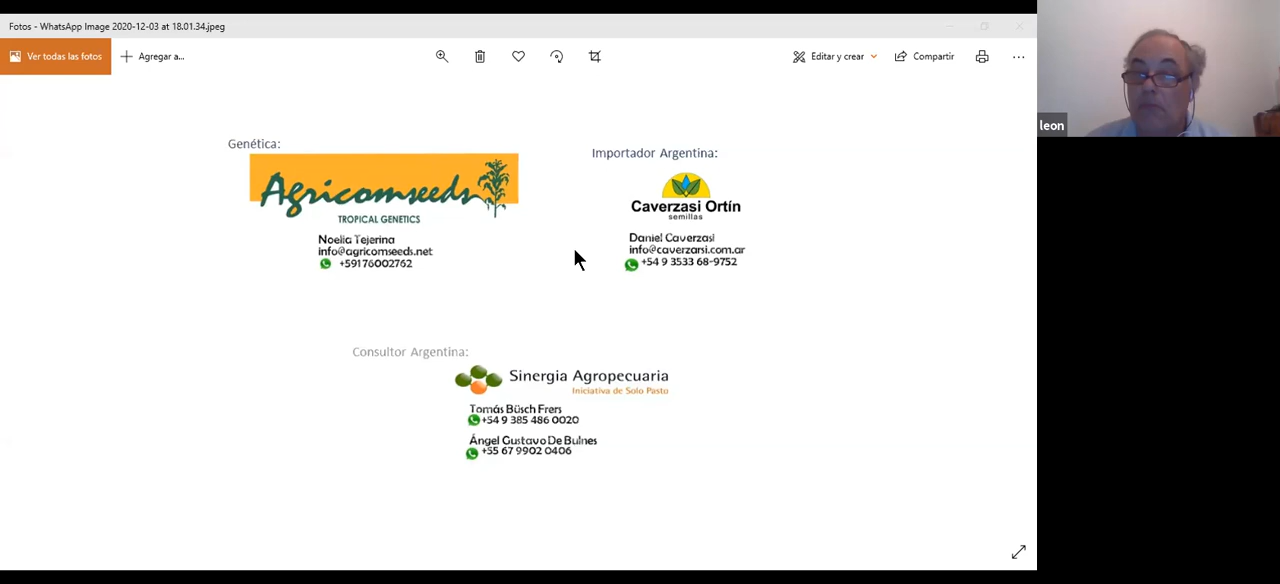 Fotos - WhatsApp Image 2020-12-03 at 18.01.34.jpeg
Ver todas las fotos
Agregar a...
Editar y crear
Compartir
leon
Genética:
Agricomseeds
TROPICAL GENETICS
Noelia Tejerina
info@agricomseeds.net
+59176002762
Importador Argentina:
Caverzasi Ortín
semillas
Daniel Caverzasi
info@caverzarsi.com.ar
+54 9 3533 68-9752
Consultor Argentina:
Sinergia Agropecuaria
Iniciativa de Solo Pasto
Tomás Büsch Frers
+54 9 385 486 0020
Ángel Gustavo De Bulnes
+55 67 9902 0406